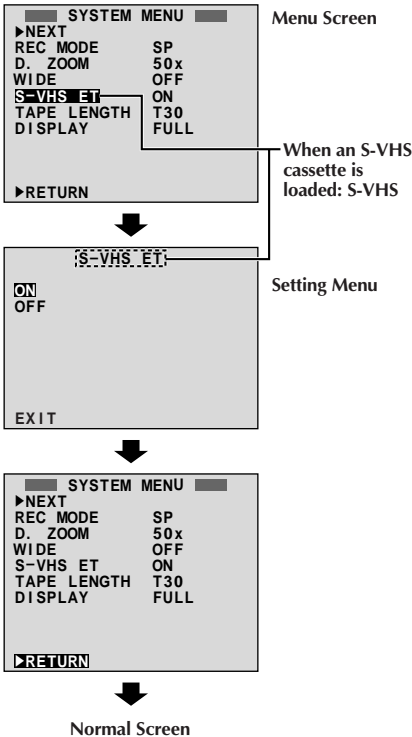 SYSTEM MENU
Menu Screen
▶NEXT
REC MODE SP
D. ZOOM 50x
WIDE OFF
S-VHS ET ON
TAPE LENGTH T30
DISPLAY FULL
When an S-VHS
cassette is
loaded: S-VHS
▶RETURN
S-VHS ET
Setting Menu
ON
OFF
EXIT
SYSTEM MENU
▶NEXT
REC MODE SP
D. ZOOM 50x
WIDE OFF
S-VHS ET ON
TAPE LENGTH T30
DISPLAY FULL
▶RETURN
Normal Screen